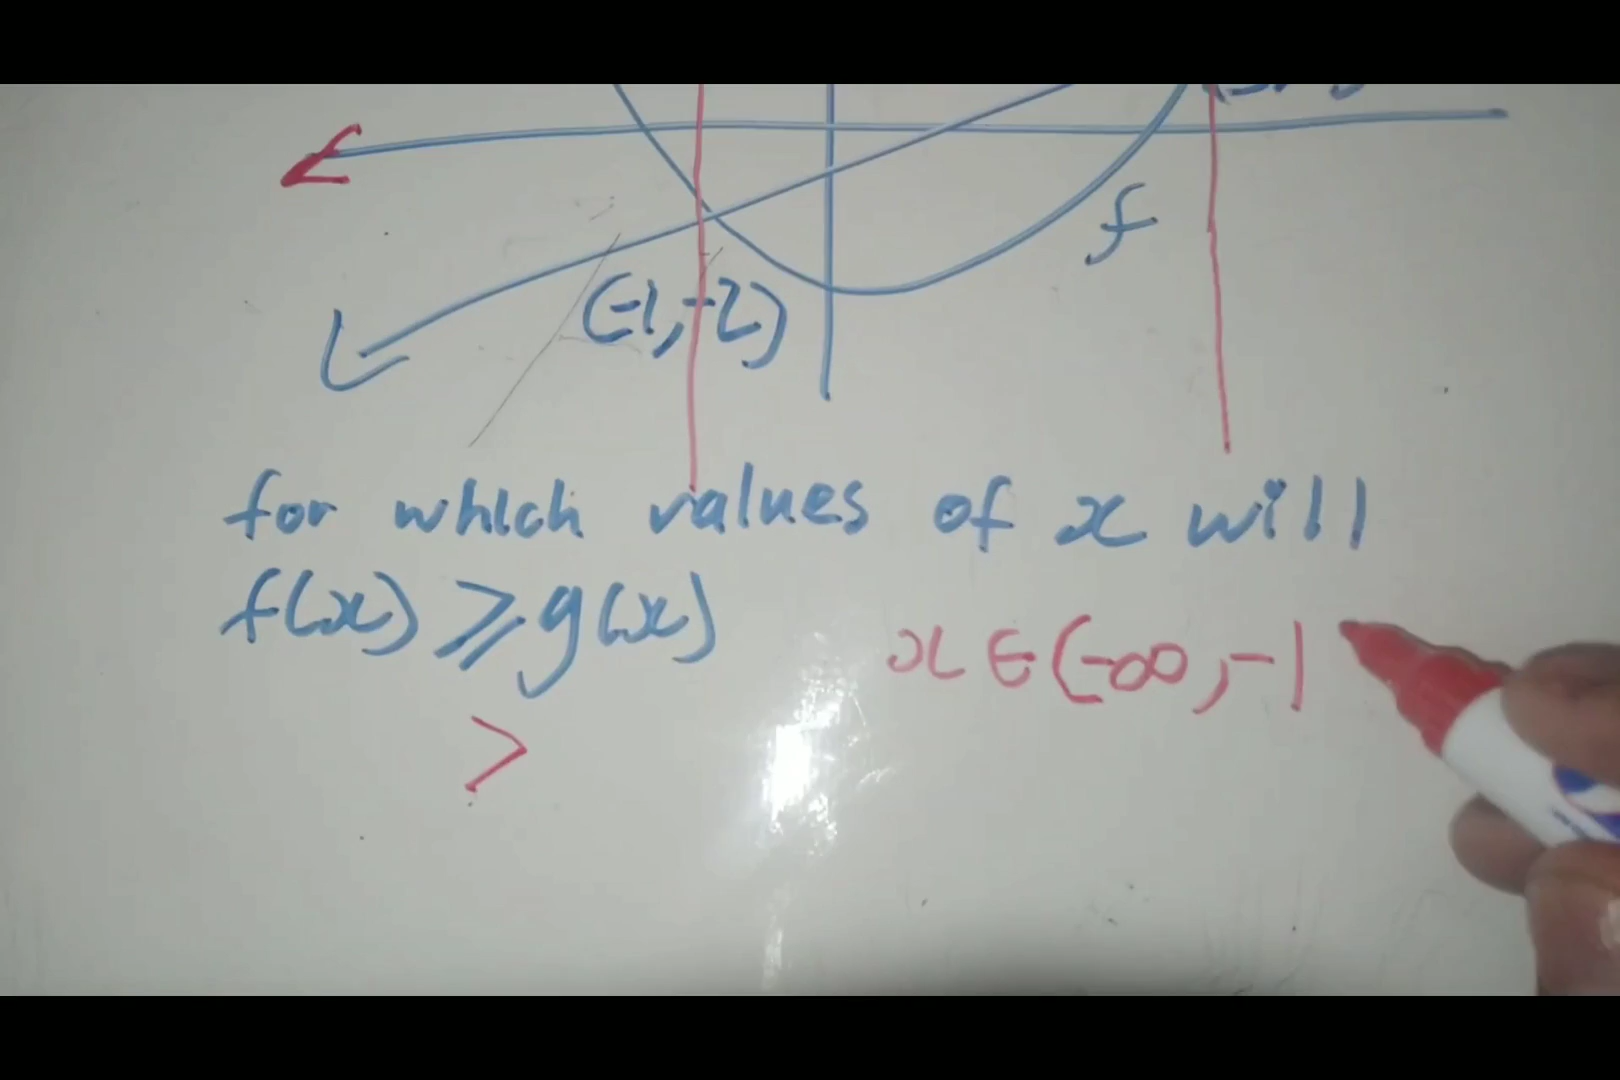 f
(-1,-2)
for which values of x will
f(x) ⩾ g(x)
x ∈ (-∞, -1
>